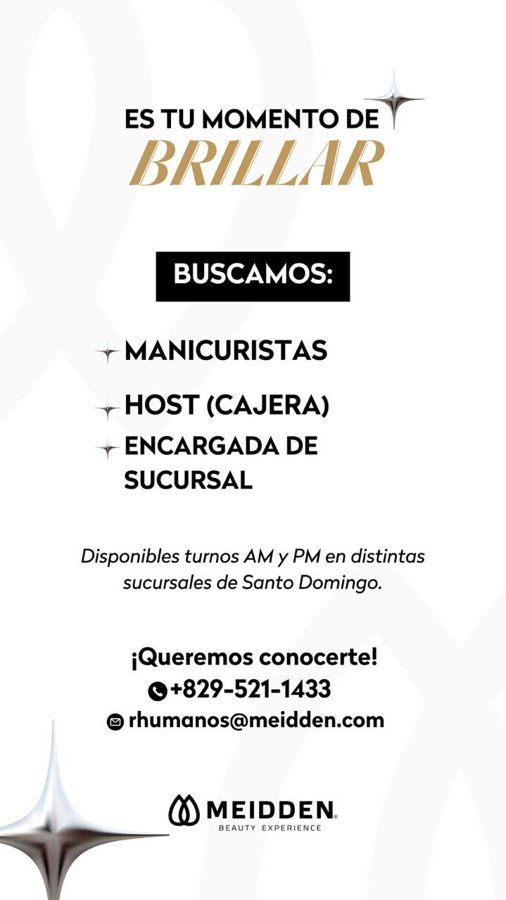 ES TU MOMENTO DE
BRILLAR
BUSCAMOS:
MANICURISTAS
HOST (CAJERA)
ENCARGADA DE
SUCURSAL
Disponibles turnos AM y PM en distintas
sucursales de Santo Domingo.
¡Queremos conocerte!
+829-521-1433
rhumanos@meidden.com
MEIDDEN®
BEAUTY EXPERIENCE